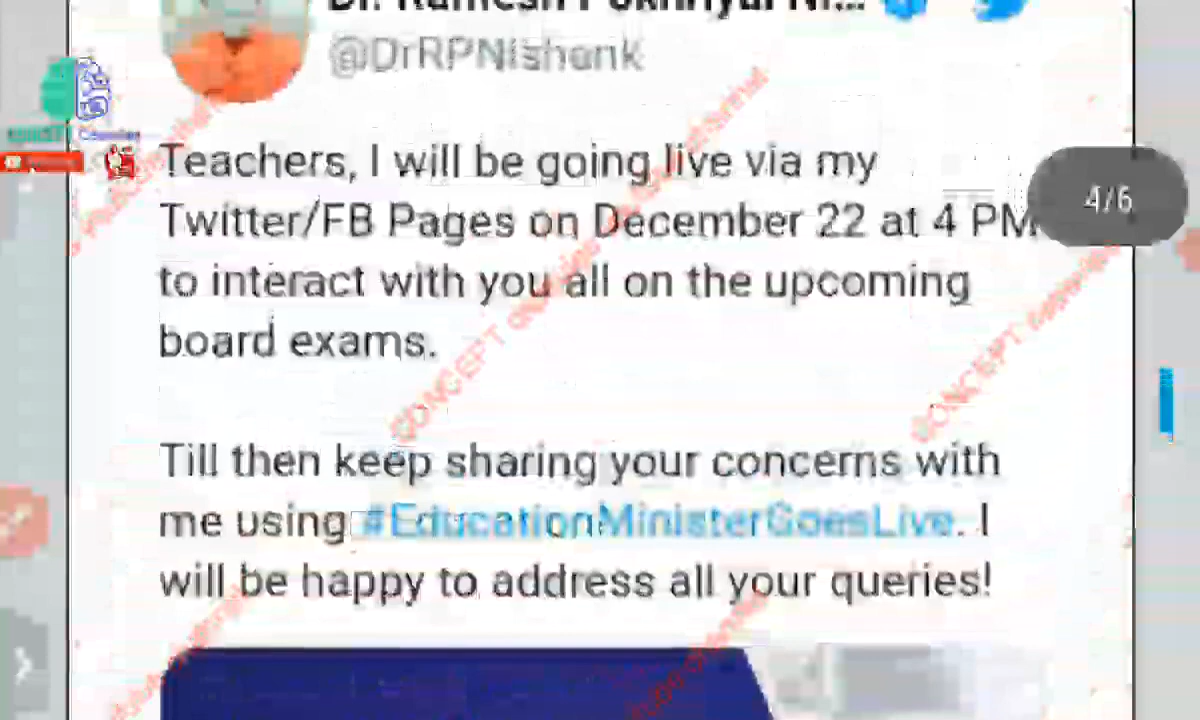 @DrRPNishank
Teachers, I will be going live via my
Twitter/FB Pages on December 22 at 4 PM
4/6
to interact with you all on the upcoming
board exams.
Till then keep sharing your concerns with
me using #EducationMinisterGoesLive. I
will be happy to address all your queries!